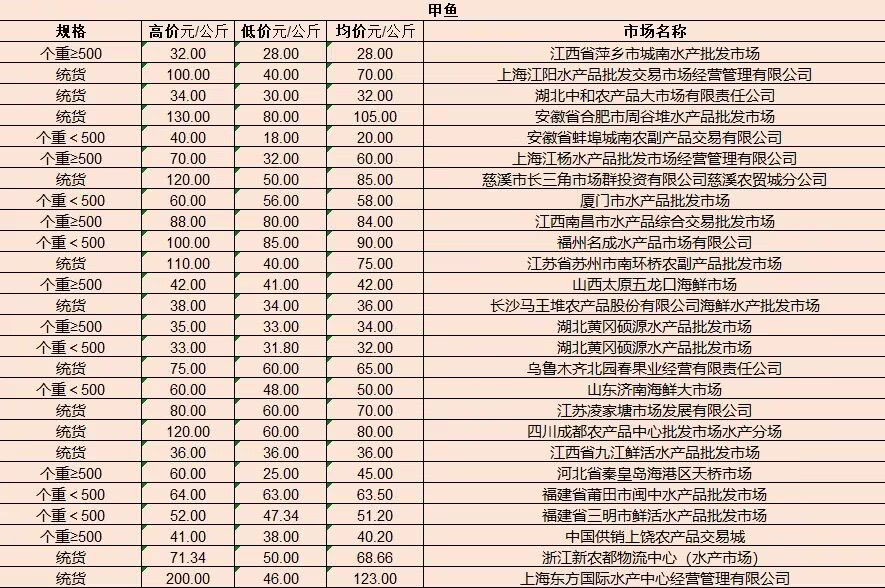 甲鱼
规格 高价元/公斤 低价元/公斤 均价元/公斤 市场名称
个重≥500 32.00 28.00 28.00 江西省萍乡市城南水产批发市场
统货 100.00 40.00 70.00 上海江阳水产品批发交易市场经营管理有限公司
统货 34.00 30.00 32.00 湖北中和农产品大市场有限责任公司
统货 130.00 80.00 105.00 安徽省合肥市周谷堆水产品批发市场
个重＜500 40.00 18.00 20.00 安徽省蚌埠城南农副产品交易有限公司
个重≥500 70.00 32.00 60.00 上海江杨水产品批发市场经营管理有限公司
统货 120.00 50.00 85.00 慈溪市长三角市场群投资有限公司慈溪农贸城分公司
个重＜500 60.00 56.00 58.00 厦门市水产品批发市场
个重≥500 88.00 80.00 84.00 江西南昌市水产品综合交易批发市场
个重＜500 100.00 85.00 90.00 福州名成水产品市场有限公司
统货 110.00 40.00 75.00 江苏省苏州市南环桥农副产品批发市场
个重≥500 42.00 41.00 42.00 山西太原五龙口海鲜市场
统货 38.00 34.00 36.00 长沙马王堆农产品股份有限公司海鲜水产批发市场
个重≥500 35.00 33.00 34.00 湖北黄冈硕源水产品批发市场
个重＜500 33.00 31.80 32.00 湖北黄冈硕源水产品批发市场
统货 75.00 60.00 65.00 乌鲁木齐北园春果业经营有限责任公司
个重＜500 60.00 48.00 50.00 山东济南海鲜大市场
统货 80.00 60.00 70.00 江苏凌家塘市场发展有限公司
统货 120.00 60.00 80.00 四川成都农产品中心批发市场水产分场
统货 36.00 36.00 36.00 江西省九江鲜活水产品批发市场
个重≥500 60.00 25.00 45.00 河北省秦皇岛海港区天桥市场
个重＜500 64.00 63.00 63.50 福建省莆田市闽中水产品批发市场
个重＜500 52.00 47.34 51.20 福建省三明市鲜活水产品批发市场
个重≥500 41.00 38.00 40.20 中国供销上饶农产品交易城
统货 71.34 50.00 68.66 浙江新农都物流中心（水产市场）
统货 200.00 46.00 123.00 上海东方国际水产中心经营管理有限公司